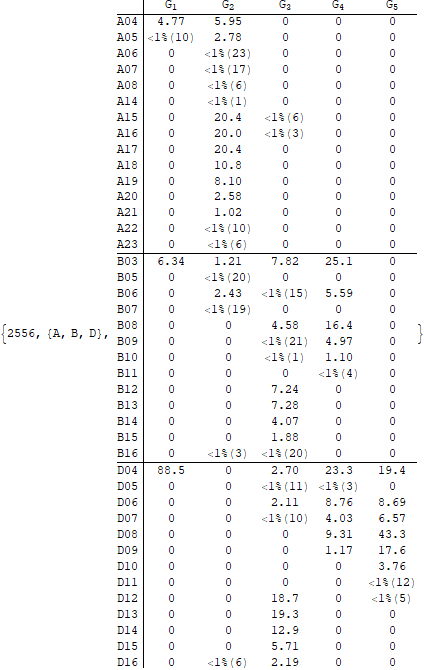 G1 G2 G3 G4 G5
A04 4.77 5.95 0 0 0
A05 <1%(10) 2.78 0 0 0
A06 0 <1%(23) 0 0 0
A07 0 <1%(17) 0 0 0
A08 0 <1%(6) 0 0 0
A14 0 <1%(1) 0 0 0
A15 0 20.4 <1%(6) 0 0
A16 0 20.0 <1%(3) 0 0
A17 0 20.4 0 0 0
A18 0 10.8 0 0 0
A19 0 8.10 0 0 0
A20 0 2.58 0 0 0
A21 0 1.02 0 0 0
A22 0 <1%(10) 0 0 0
A23 0 <1%(6) 0 0 0
B03 6.34 1.21 7.82 25.1 0
B05 0 <1%(20) 0 0 0
{2556, {A, B, D}, B06 0 2.43 <1%(15) 5.59 0 }
B07 0 <1%(19) 0 0 0
B08 0 0 4.58 16.4 0
B09 0 0 <1%(21) 4.97 0
B10 0 0 <1%(1) 1.10 0
B11 0 0 0 <1%(4) 0
B12 0 0 7.24 0 0
B13 0 0 7.28 0 0
B14 0 0 4.07 0 0
B15 0 0 1.88 0 0
B16 0 <1%(3) <1%(20) 0 0
D04 88.5 0 2.70 23.3 19.4
D05 0 0 <1%(11) <1%(3) 0
D06 0 0 2.11 8.76 8.69
D07 0 0 <1%(10) 4.03 6.57
D08 0 0 0 9.31 43.3
D09 0 0 0 1.17 17.6
D10 0 0 0 0 3.76
D11 0 0 0 0 <1%(12)
D12 0 0 18.7 0 <1%(5)
D13 0 0 19.3 0 0
D14 0 0 12.9 0 0
D15 0 0 5.71 0 0
D16 0 <1%(6) 2.19 0 0